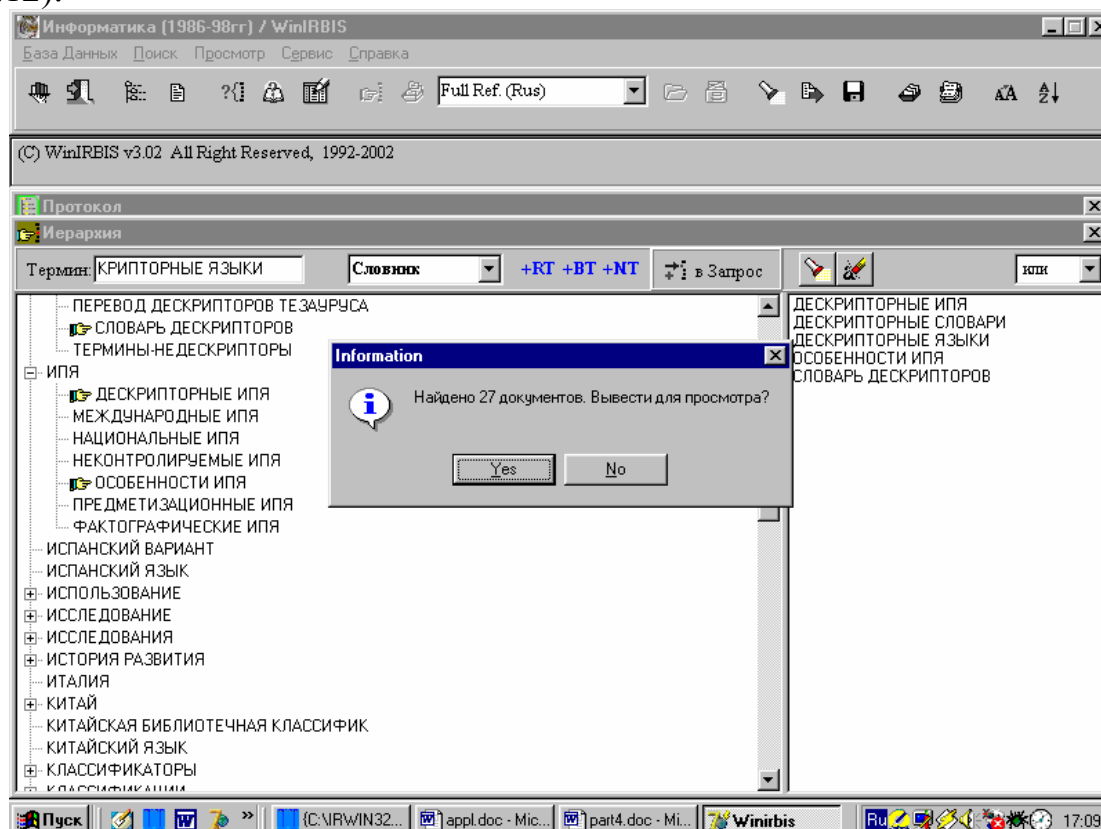 Информатика (1986-98гг) / WinIRBIS
База Данных Поиск Просмотр Сервис Справка
?{} Full Ref. (Rus) AA AZ
(C) WinIRBIS v3.02 All Right Reserved, 1992-2002
Протокол
Иерархия
Термин: КРИПТОРНЫЕ ЯЗЫКИ Словник +RT +BT +NT в Запрос или
ПЕРЕВОД ДЕСКРИПТОРОВ ТЕЗАУРУСА
СЛОВАРЬ ДЕСКРИПТОРОВ
ТЕРМИНЫ-НЕДЕСКРИПТОРЫ
ИПЯ
ДЕСКРИПТОРНЫЕ ИПЯ
МЕЖДУНАРОДНЫЕ ИПЯ
НАЦИОНАЛЬНЫЕ ИПЯ
НЕКОНТРОЛИРУЕМЫЕ ИПЯ
ОСОБЕННОСТИ ИПЯ
ПРЕДМЕТИЗАЦИОННЫЕ ИПЯ
ФАКТОГРАФИЧЕСКИЕ ИПЯ
ИСПАНСКИЙ ВАРИАНТ
ИСПАНСКИЙ ЯЗЫК
ИСПОЛЬЗОВАНИЕ
ИССЛЕДОВАНИЕ
ИССЛЕДОВАНИЯ
ИСТОРИЯ РАЗВИТИЯ
ИТАЛИЯ
КИТАЙ
КИТАЙСКАЯ БИБЛИОТЕЧНАЯ КЛАССИФИК
КИТАЙСКИЙ ЯЗЫК
КЛАССИФИКАТОРЫ
ДЕСКРИПТОРНЫЕ ИПЯ
ДЕСКРИПТОРНЫЕ СЛОВАРИ
ДЕСКРИПТОРНЫЕ ЯЗЫКИ
ОСОБЕННОСТИ ИПЯ
СЛОВАРЬ ДЕСКРИПТОРОВ
Information
Найдено 27 документов. Вывести для просмотра?
Yes No
Пуск » {C:\IRWIN32... appl.doc - Mic... part4.doc - Mi... Winirbis Ru 17:09